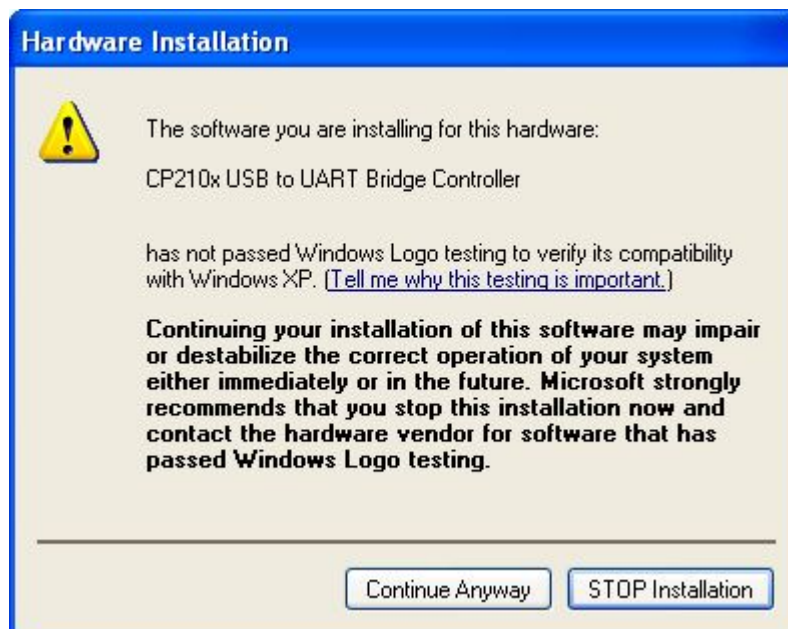 Hardware Installation
The software you are installing for this hardware:
CP210x USB to UART Bridge Controller
has not passed Windows Logo testing to verify its compatibility
with Windows XP. (Tell me why this testing is important.)
Continuing your installation of this software may impair
or destabilize the correct operation of your system
either immediately or in the future. Microsoft strongly
recommends that you stop this installation now and
contact the hardware vendor for software that has
passed Windows Logo testing.
Continue Anyway
STOP Installation